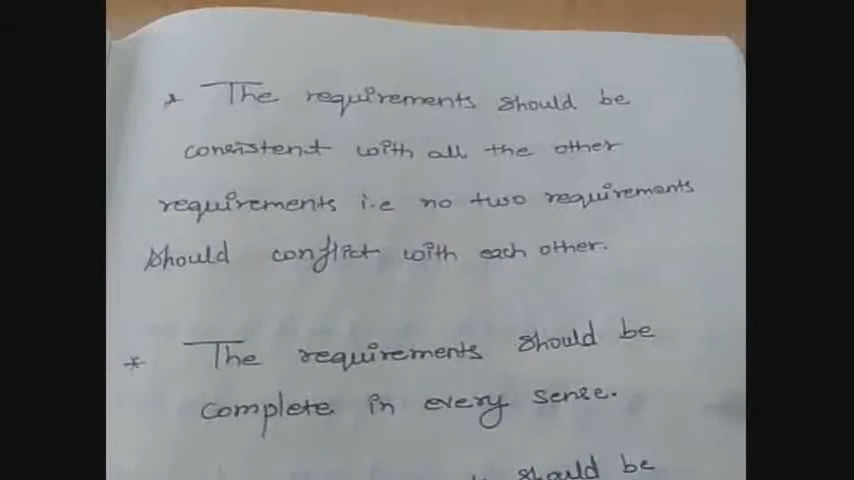 * The requirements should be
consistent with all the other
requirements i.e no two requirements
should conflict with each other.
* The requirements should be
complete in every sense.
should be